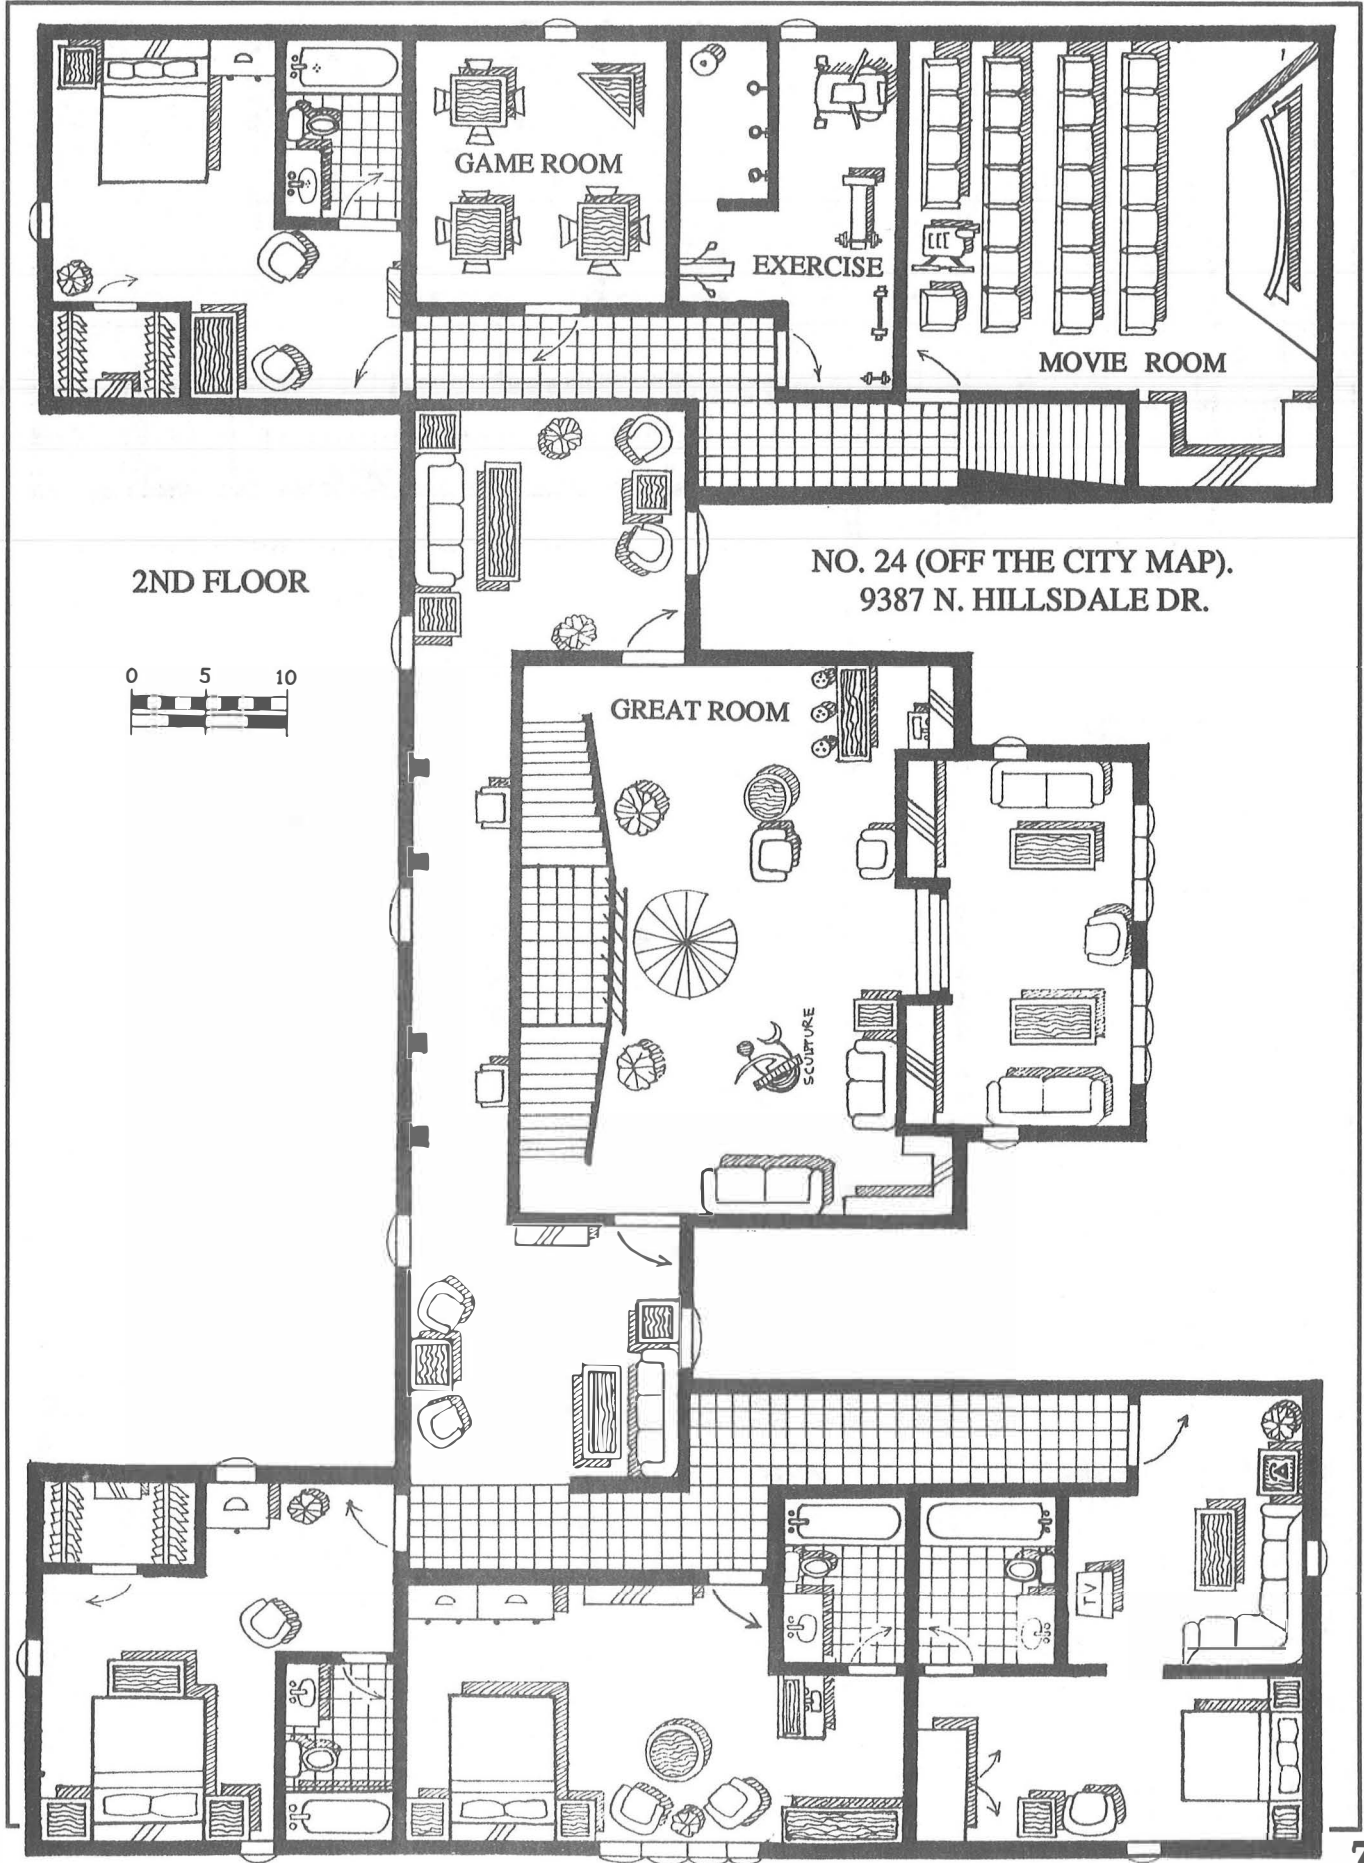 GAME ROOM
EXERCISE
MOVIE ROOM
2ND FLOOR
NO. 24 (OFF THE CITY MAP).
9387 N. HILLSDALE DR.
0 5 10
GREAT ROOM
SCULPTURE
TV